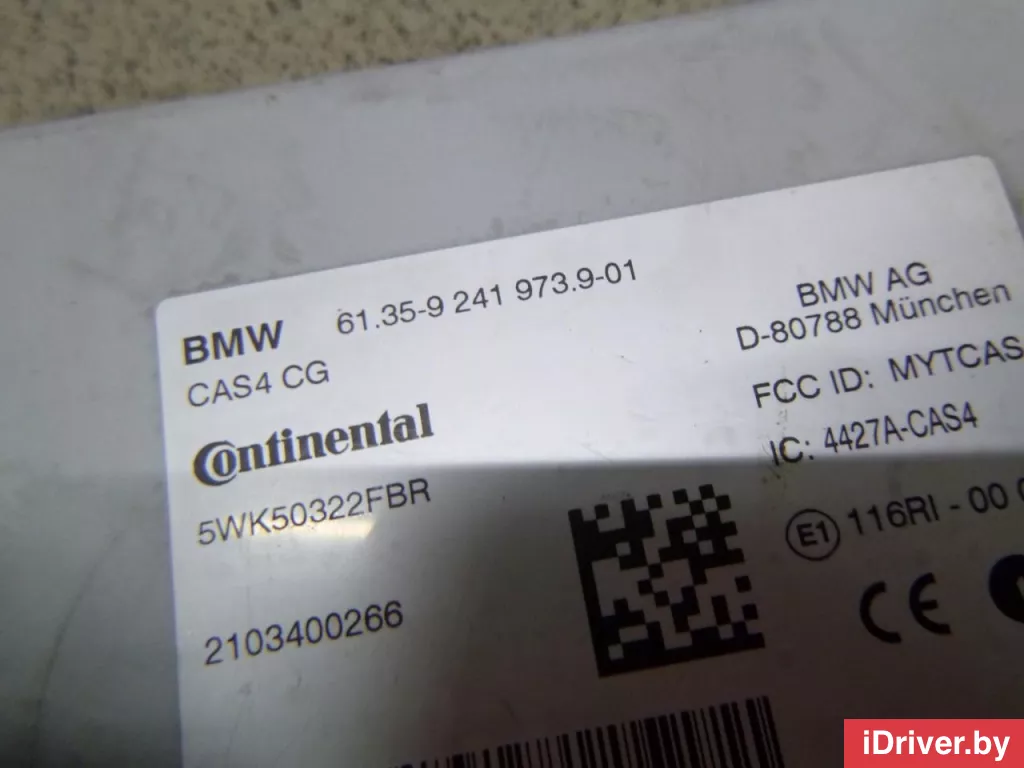 BMW 61.35-9 241 973.9-01
CAS4 CG
Continental
5WK50322FBR
2103400266
BMW AG
D-80788 München
FCC ID: MYTCAS
IC: 4427A-CAS4
E1 116RI - 00
CE
iDriver.by